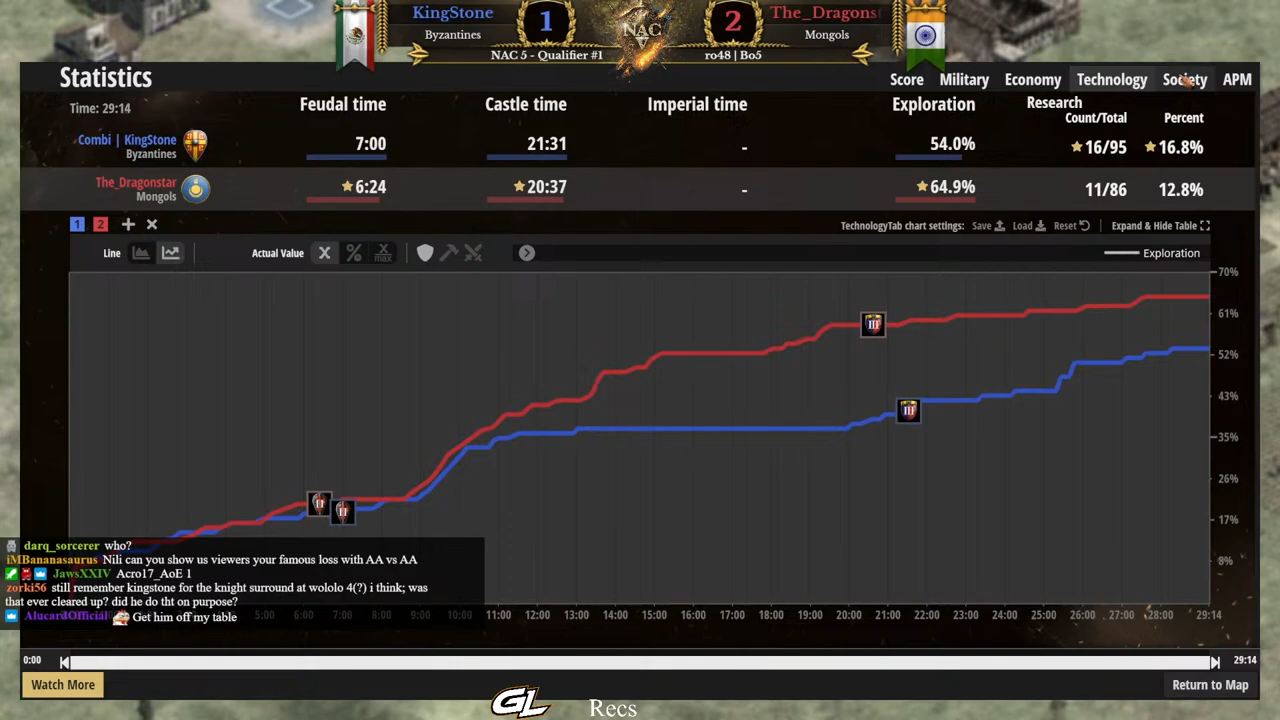 KingStone 1 NAC V 2 The_Dragonst
Byzantines Mongols
NAC 5 - Qualifier #1 ro48 | Bo5
Statistics Score Military Economy Technology Society APM
Time: 29:14 Feudal time Castle time Imperial time Exploration Research Count/Total Percent
Combi | KingStone 7:00 21:31 - 54.0% 16/95 16.8%
Byzantines
The_Dragonstar 6:24 20:37 - 64.9% 11/86 12.8%
Mongols
1 2 + × TechnologyTab chart settings: Save Load Reset | Expand & Hide Table
Line Actual Value X % X max Exploration
70%
61%
52%
43%
35%
26%
17%
8%
darq_sorcerer who?
iMBananasaurus Nili can you show us viewers your famous loss with AA vs AA
JawsXXIV Acro17_AoE 1
zorki56 still remember kingstone for the knight surround at wololo 4(?) i think; was
that ever cleared up? did he do tht on purpose?
AlucardOfficial Get him off my table
5:00 6:00 7:00 8:00 9:00 10:00 11:00 12:00 13:00 14:00 15:00 16:00 17:00 18:00 19:00 20:00 21:00 22:00 23:00 24:00 25:00 26:00 27:00 28:00 29:14
0:00 29:14
Watch More Return to Map
GL Recs